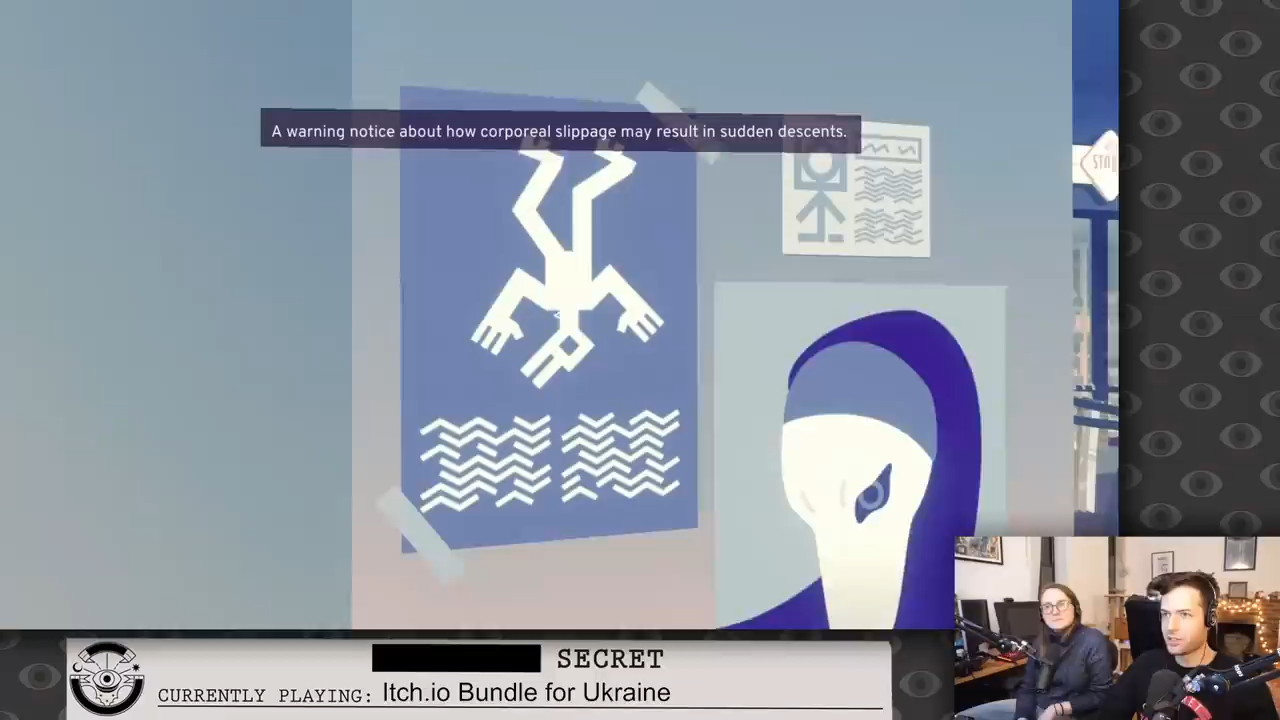 A warning notice about how corporeal slippage may result in sudden descents.
SECRET
CURRENTLY PLAYING: Itch.io Bundle for Ukraine